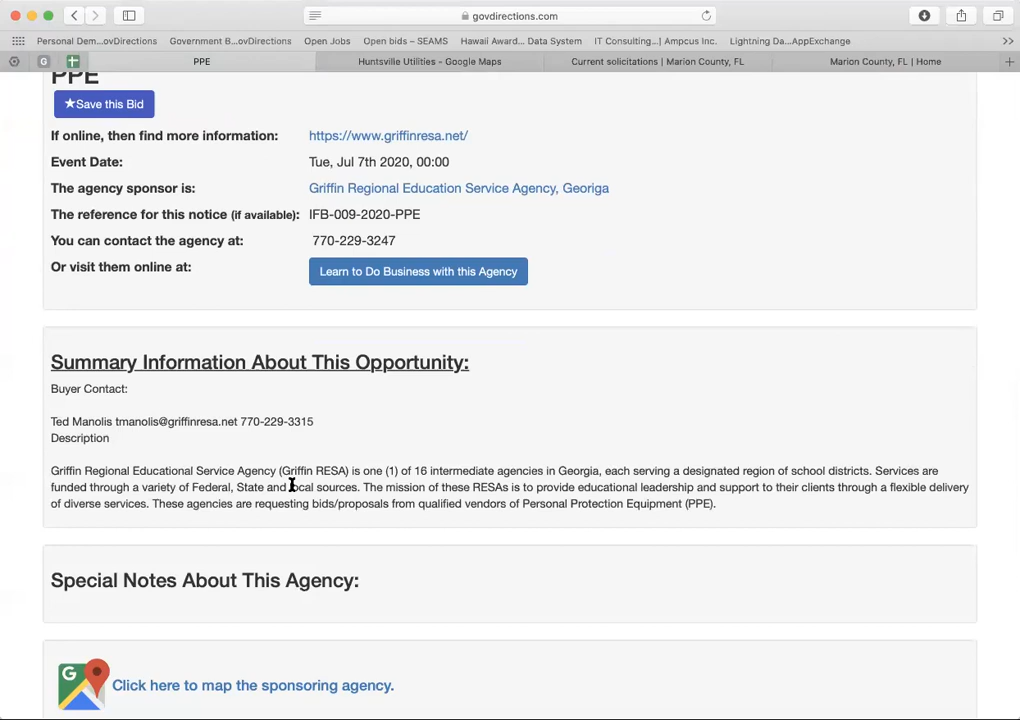 govdirections.com
Personal Dem...ovDirections Government B...ovDirections Open Jobs Open bids – SEAMS Hawaii Award... Data System IT Consulting...| Ampcus Inc. Lightning Da...AppExchange
G PPE Huntsville Utilities - Google Maps Current solicitations | Marion County, FL Marion County, FL | Home
PPE
★Save this Bid
If online, then find more information: https://www.griffinresa.net/
Event Date: Tue, Jul 7th 2020, 00:00
The agency sponsor is: Griffin Regional Education Service Agency, Georiga
The reference for this notice (if available): IFB-009-2020-PPE
You can contact the agency at: 770-229-3247
Or visit them online at: Learn to Do Business with this Agency
Summary Information About This Opportunity:
Buyer Contact:
Ted Manolis tmanolis@griffinresa.net 770-229-3315
Description
Griffin Regional Educational Service Agency (Griffin RESA) is one (1) of 16 intermediate agencies in Georgia, each serving a designated region of school districts. Services are
funded through a variety of Federal, State and Local sources. The mission of these RESAs is to provide educational leadership and support to their clients through a flexible delivery
of diverse services. These agencies are requesting bids/proposals from qualified vendors of Personal Protection Equipment (PPE).
Special Notes About This Agency:
G
Click here to map the sponsoring agency.